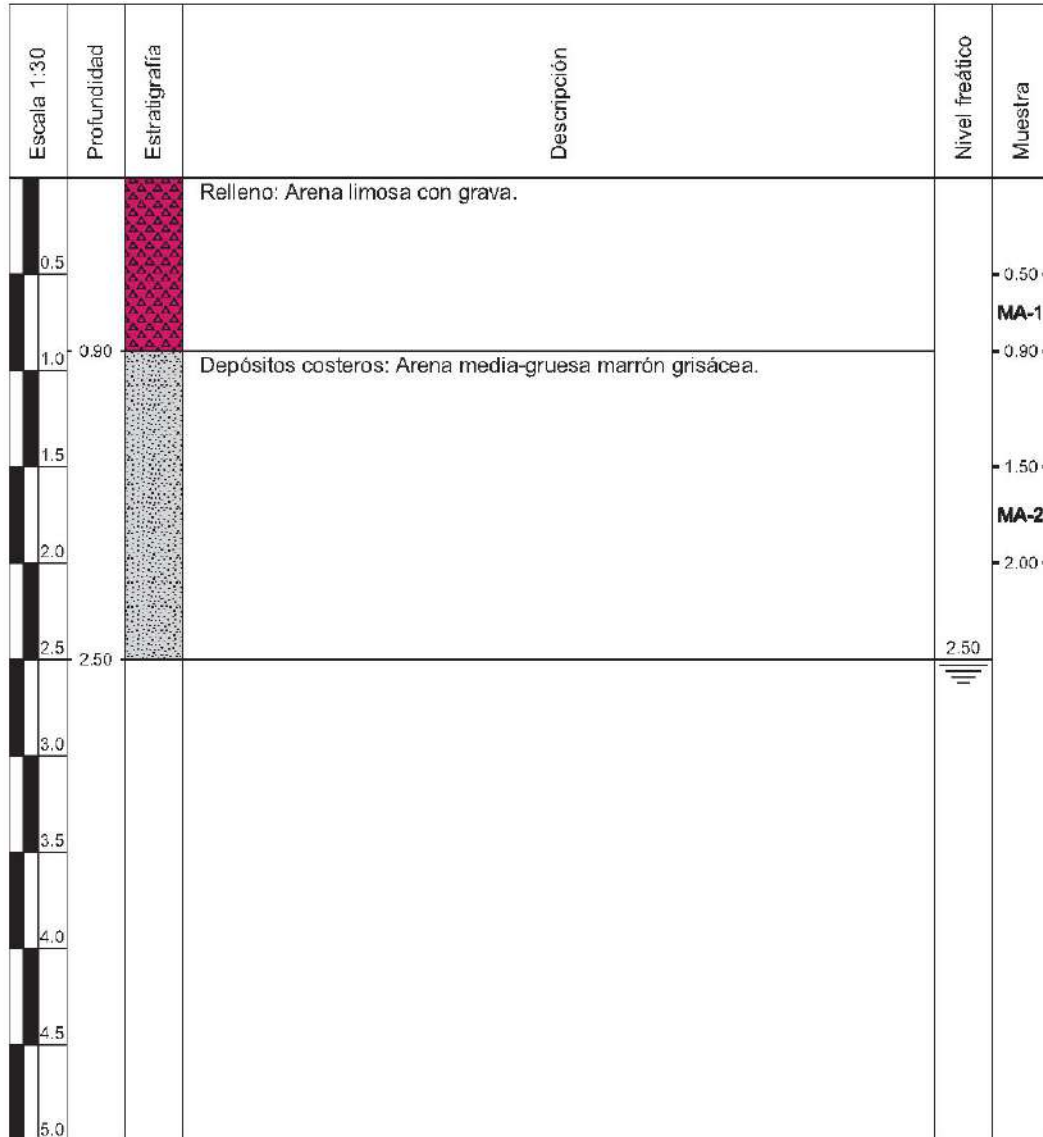 Escala 1:30
Profundidad
Estratigrafía
Descripción
Nivel freático
Muestra
Relleno: Arena limosa con grava.
0.5
0.50
MA-1
0.90
1.0
0.90
Depósitos costeros: Arena media-gruesa marrón grisácea.
1.5
1.50
MA-2
2.0
2.00
2.5
2.50
2.50
3.0
3.5
4.0
4.5
5.0